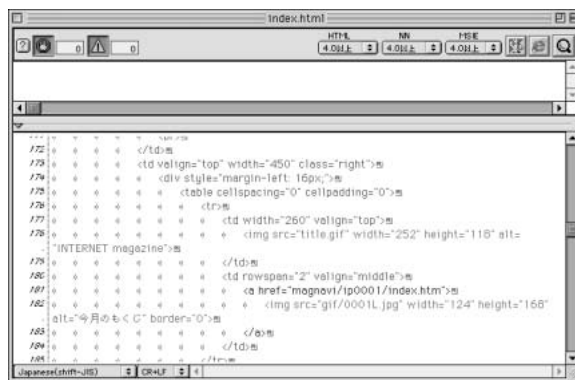 index.html
HTML NN MSIE
? 0 0 4.0以上 4.0以上 4.0以上
172 </td>
173 <td valign="top" width="450" class="right">
174 <div style="margin-left: 16px;">
175 <table cellspacing="0" cellpadding="0">
176 <tr>
177 <td width="260" valign="top">
178 <img src="title.gif" width="252" height="118" alt=
"INTERNET magazine">
179 </td>
180 <td rowspan="2" valign="middle">
181 <a href="magnavi/ip0001/index.htm">
182 <img src="gif/0001L.jpg" width="124" height="168"
alt="今月のもくじ" border="0">
183 </a>
184 </td>
185 </tr>
Japanese(shift-JIS) CR+LF